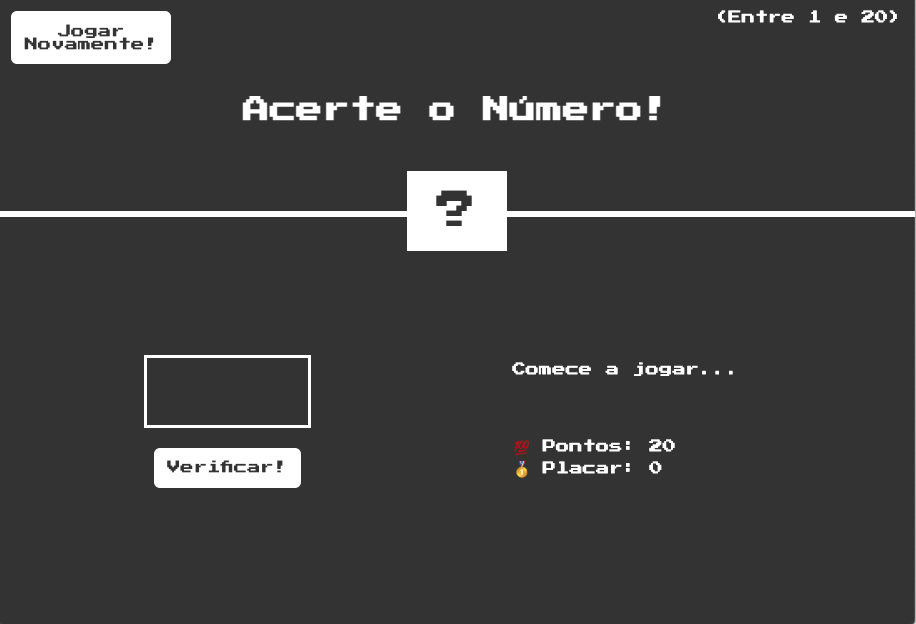 Jogar
Novamente!
(Entre 1 e 20)
Acerte o Número!
?
Comece a jogar...
Verificar!
💯 Pontos: 20
🥇 Placar: 0